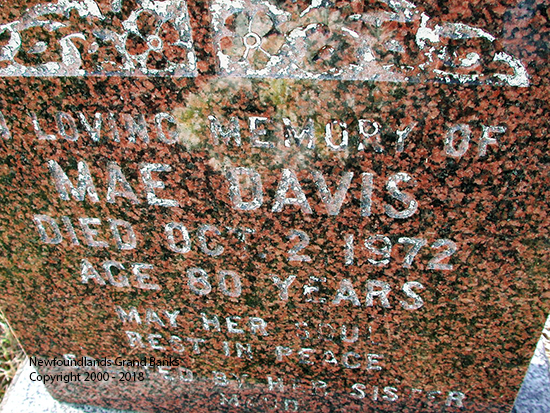 LOVING MEMORY OF
MAE DAVIS
DIED OCT. 2 1972
AGE 80 YEARS
MAY HER SOUL
REST IN PEACE
BY HER SISTER
Newfoundlands Grand Banks
Copyright 2000 - 2018